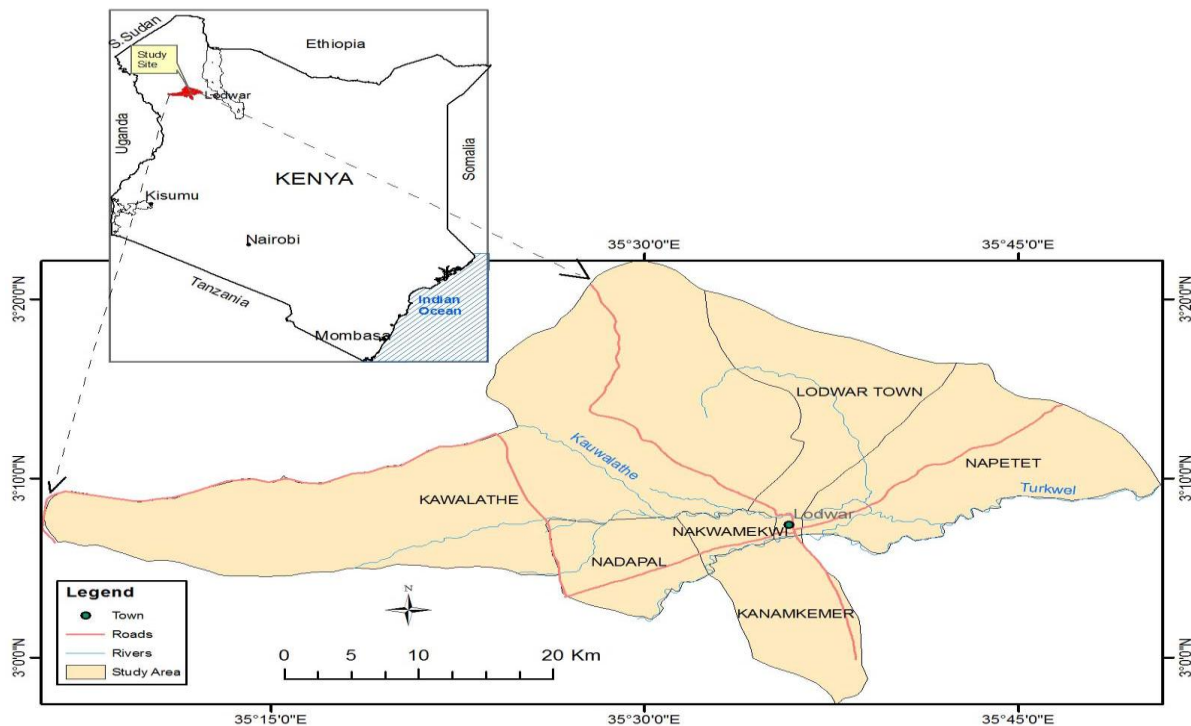 S.Sudan
Ethiopia
Study
Site
Lodwar
Uganda
Somalia
KENYA
Kisumu
Nairobi
Tanzania
Indian
Ocean
Mombasa
35°30'0"E
35°45'0"E
3°20'0"N
3°20'0"N
LODWAR TOWN
Kauwalathe
NAPETET
3°10'0"N
3°10'0"N
KAWALATHE
Turkwel
Lodwar
NAKWAMEKWI
NADAPAL
KANAMKEMER
Legend
Town
Roads
Rivers
Study Area
N
0 5 10 20 Km
3°0'0"N
3°0'0"N
35°15'0"E
35°30'0"E
35°45'0"E